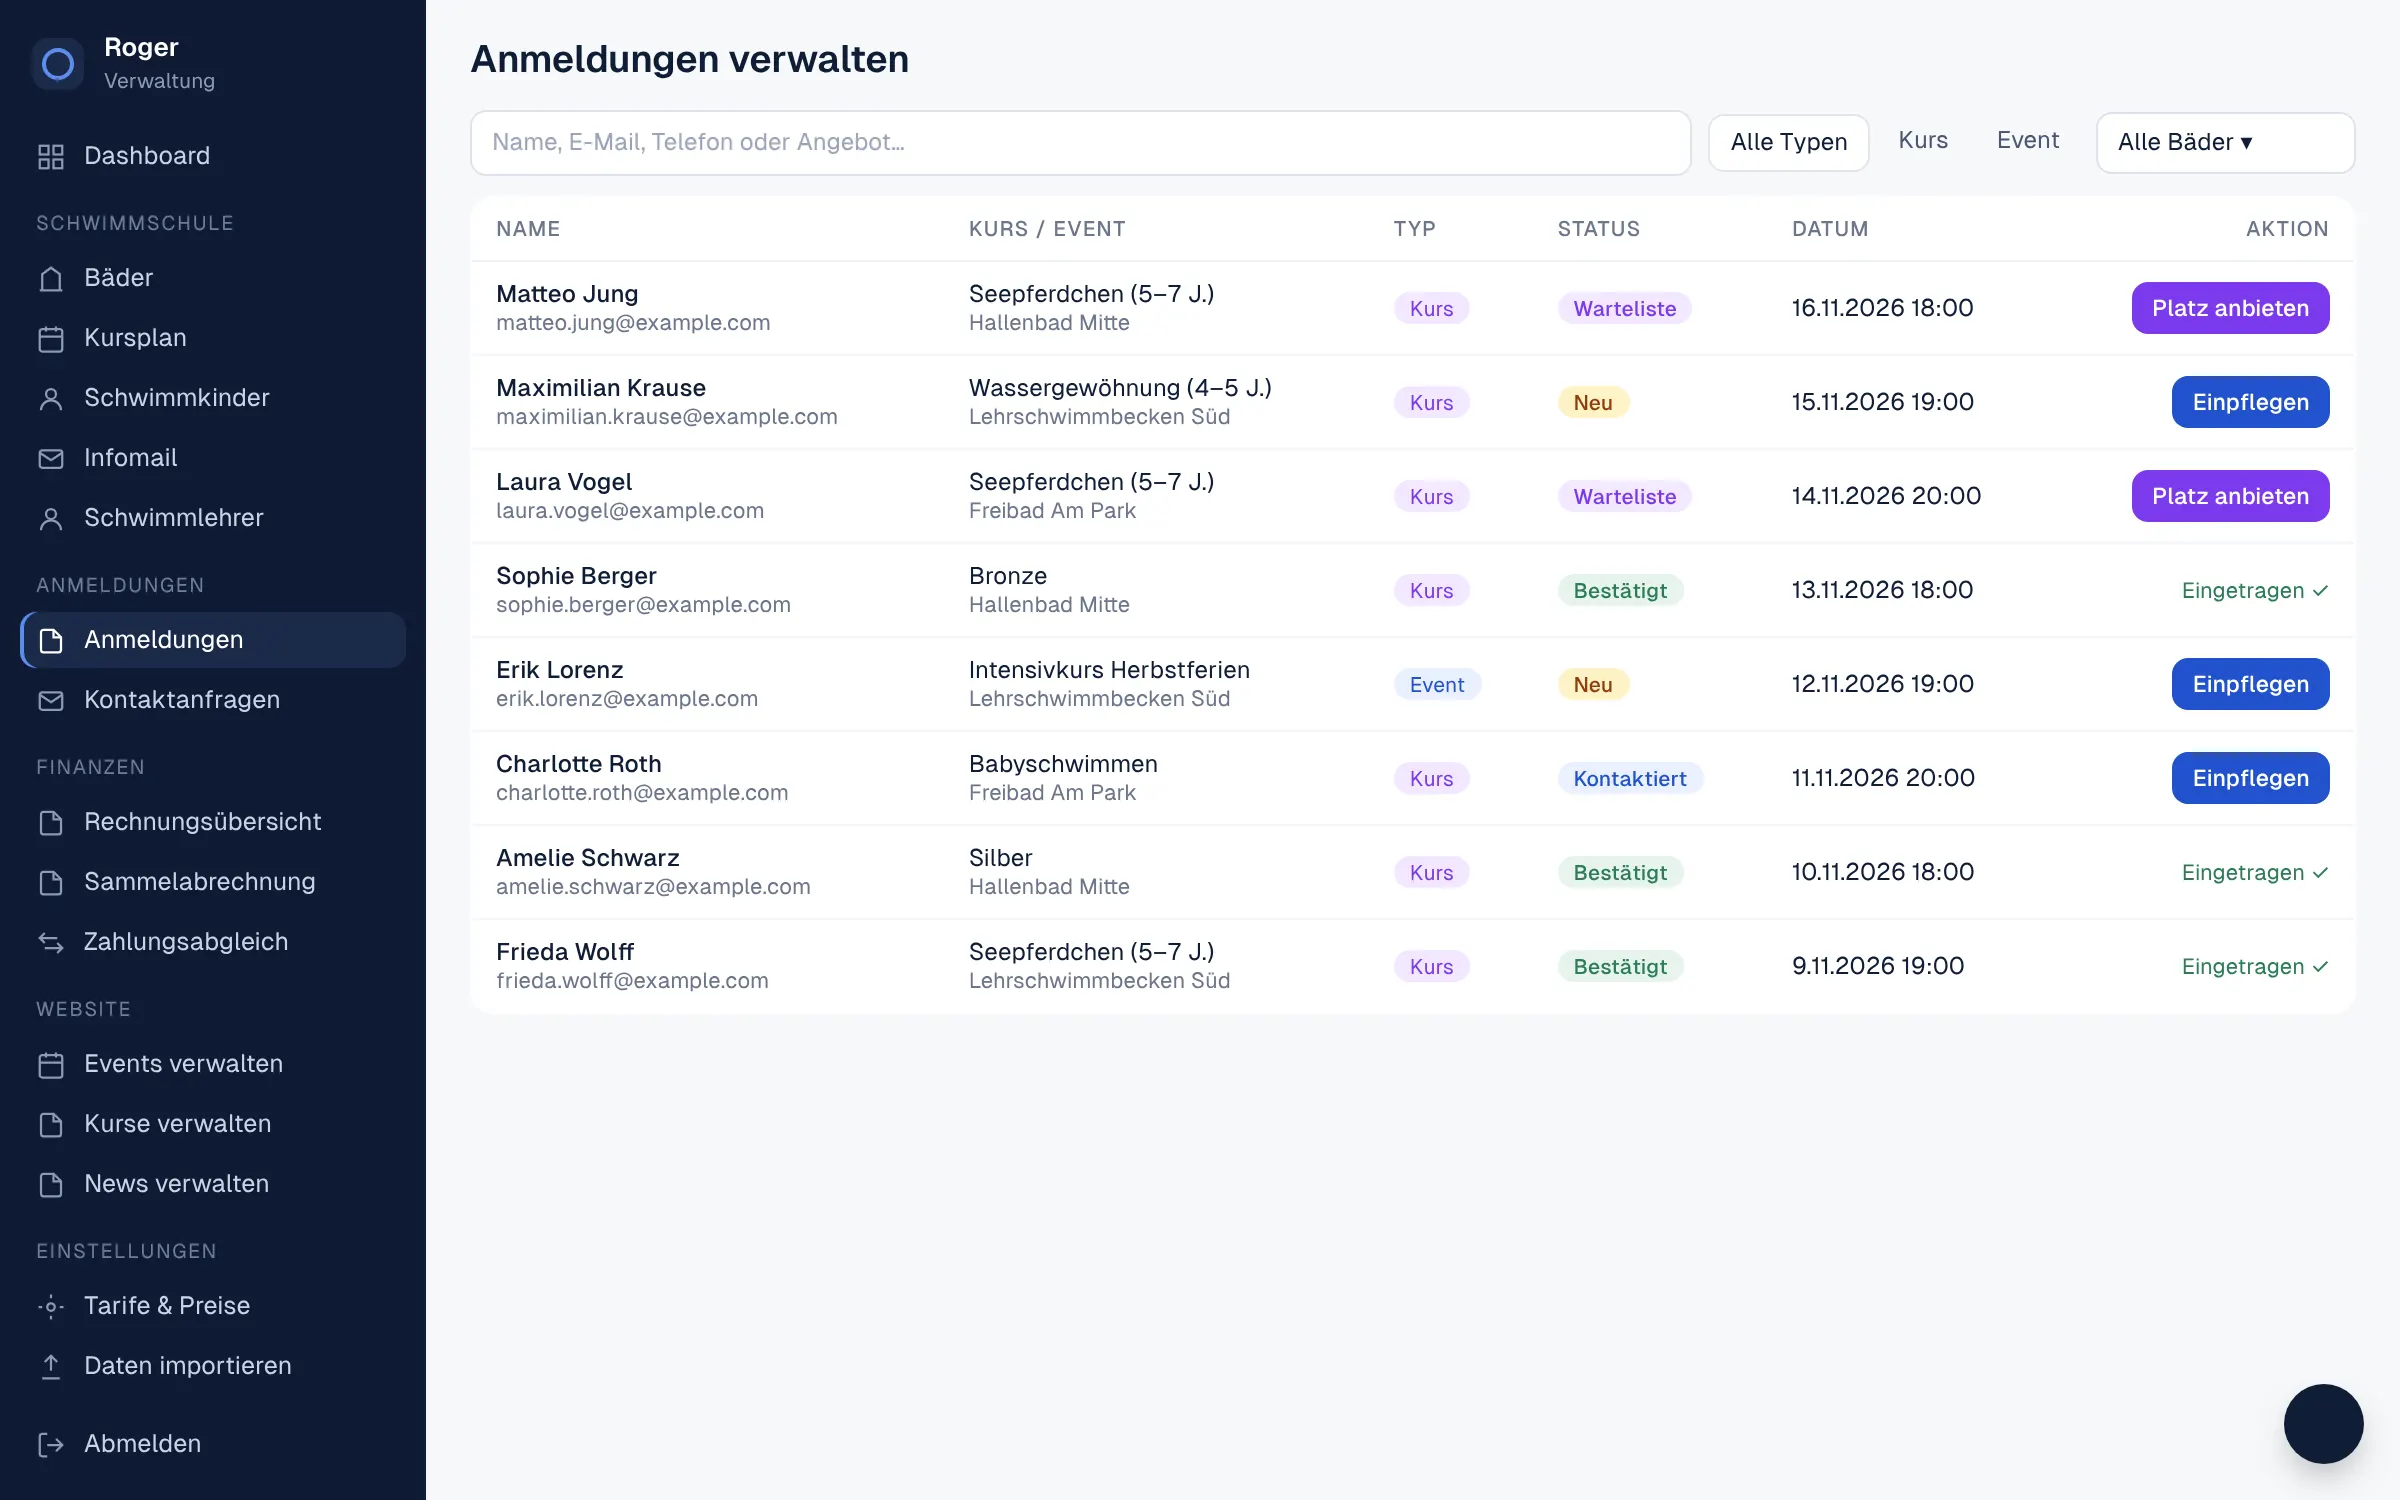 Roger
Verwaltung
Dashboard
SCHWIMMSCHULE
Bäder
Kursplan
Schwimmkinder
Infomail
Schwimmlehrer
ANMELDUNGEN
Anmeldungen
Kontaktanfragen
FINANZEN
Rechnungsübersicht
Sammelabrechnung
Zahlungsabgleich
WEBSITE
Events verwalten
Kurse verwalten
News verwalten
EINSTELLUNGEN
Tarife & Preise
Daten importieren
Abmelden
Anmeldungen verwalten
Name, E-Mail, Telefon oder Angebot... Alle Typen Kurs Event Alle Bäder ▾
NAME KURS / EVENT TYP STATUS DATUM AKTION
Matteo Jung Seepferdchen (5–7 J.) Kurs Warteliste 16.11.2026 18:00 Platz anbieten
matteo.jung@example.com Hallenbad Mitte
Maximilian Krause Wassergewöhnung (4–5 J.) Kurs Neu 15.11.2026 19:00 Einpflegen
maximilian.krause@example.com Lehrschwimmbecken Süd
Laura Vogel Seepferdchen (5–7 J.) Kurs Warteliste 14.11.2026 20:00 Platz anbieten
laura.vogel@example.com Freibad Am Park
Sophie Berger Bronze Kurs Bestätigt 13.11.2026 18:00 Eingetragen ✓
sophie.berger@example.com Hallenbad Mitte
Erik Lorenz Intensivkurs Herbstferien Event Neu 12.11.2026 19:00 Einpflegen
erik.lorenz@example.com Lehrschwimmbecken Süd
Charlotte Roth Babyschwimmen Kurs Kontaktiert 11.11.2026 20:00 Einpflegen
charlotte.roth@example.com Freibad Am Park
Amelie Schwarz Silber Kurs Bestätigt 10.11.2026 18:00 Eingetragen ✓
amelie.schwarz@example.com Hallenbad Mitte
Frieda Wolff Seepferdchen (5–7 J.) Kurs Bestätigt 9.11.2026 19:00 Eingetragen ✓
frieda.wolff@example.com Lehrschwimmbecken Süd